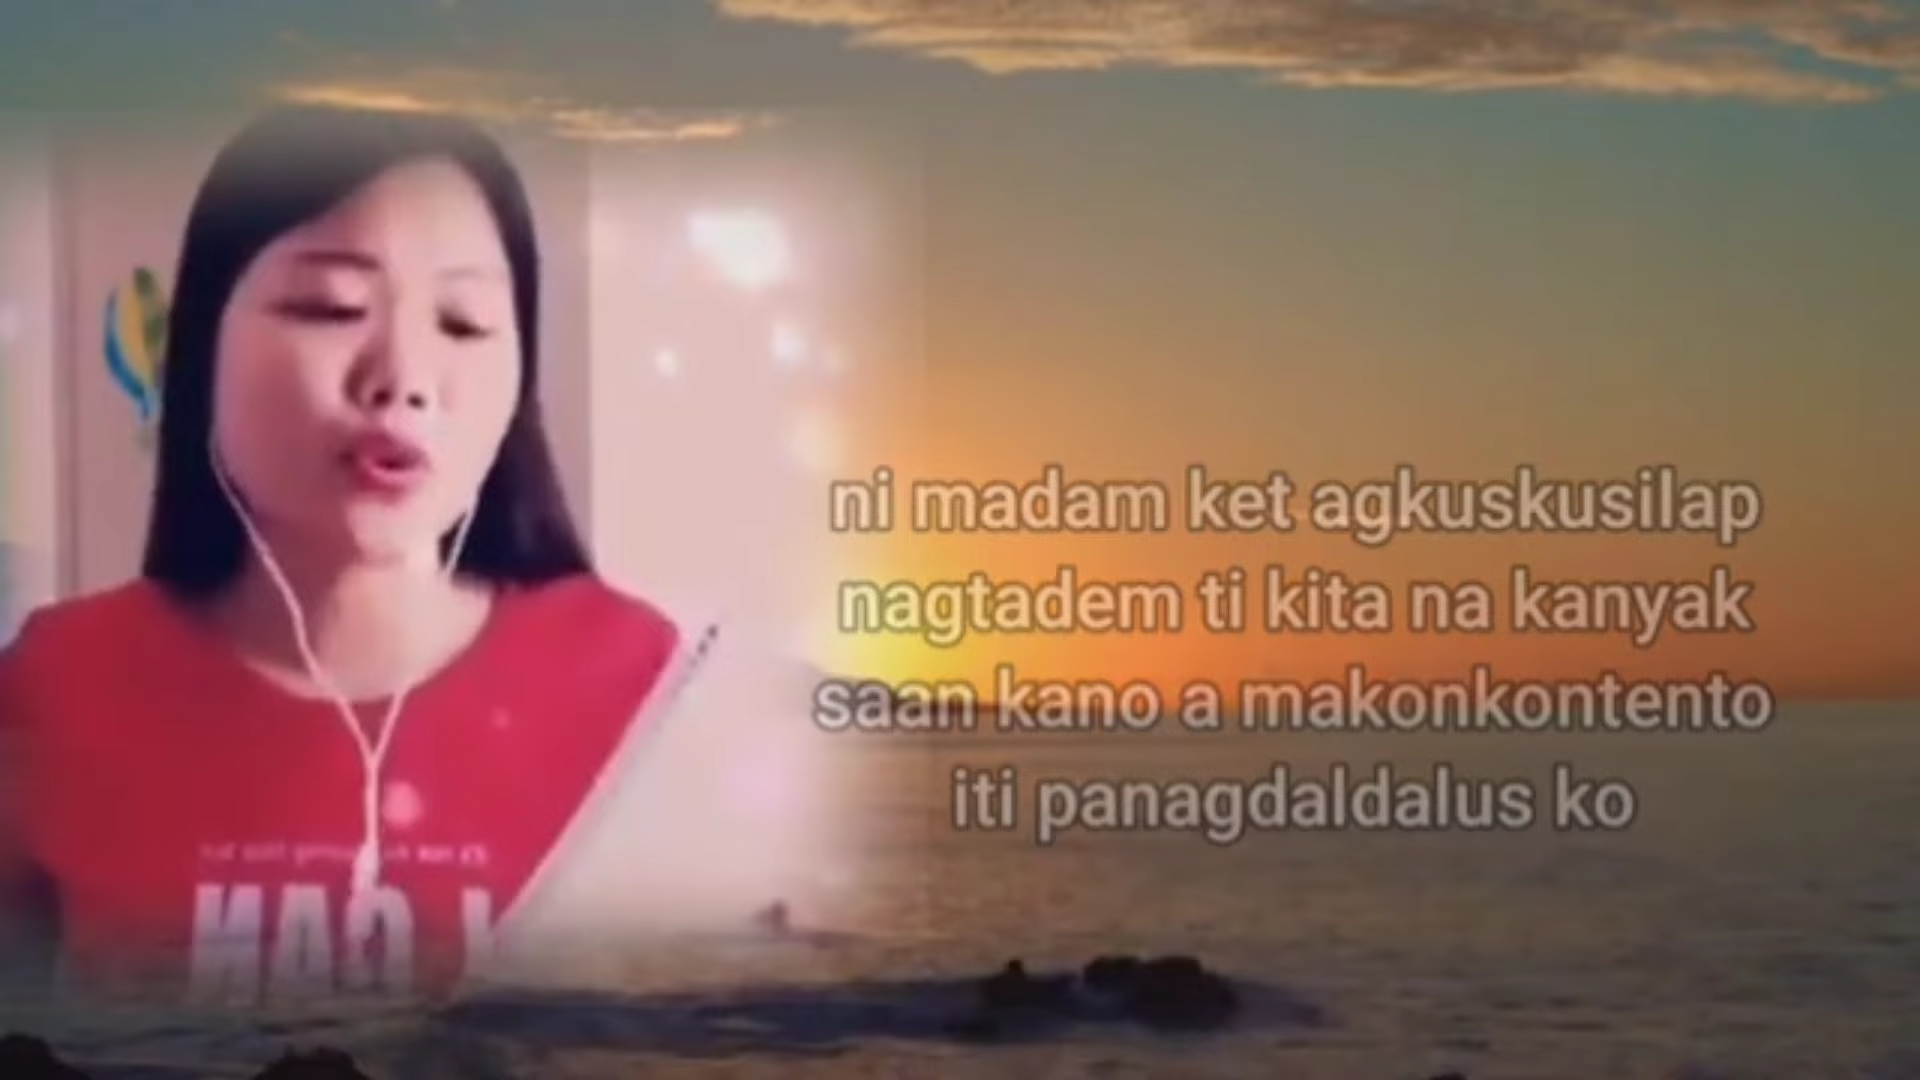 ni madam ket agkuskusilap
nagtadem ti kita na kanyak
saan kano a makonkontento
iti panagdaldalus ko